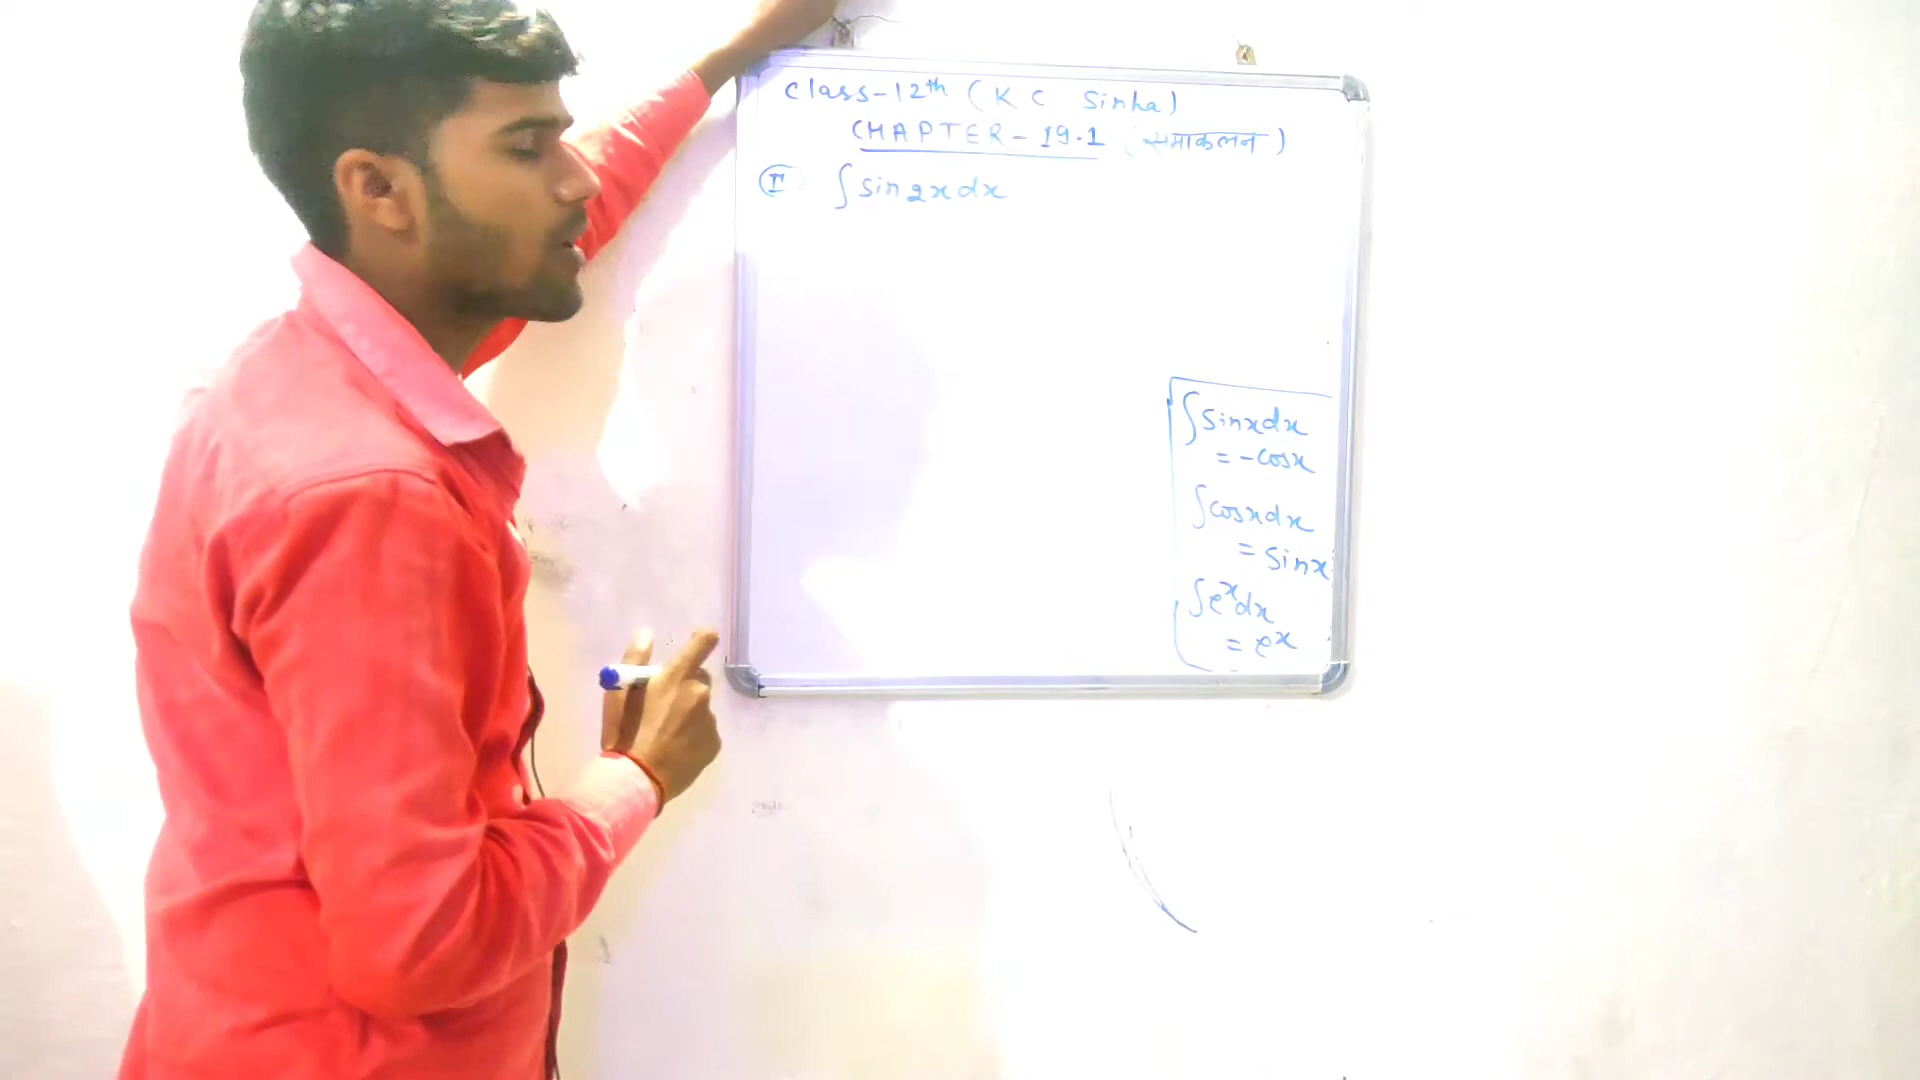 Class-12th (K C Sinha)
CHAPTER-19.1 (समाकलन)
(I) ∫sin2xdx
∫sinxdx
= -cosx
∫cosxdx
= sinx
∫e^x dx
= e^x